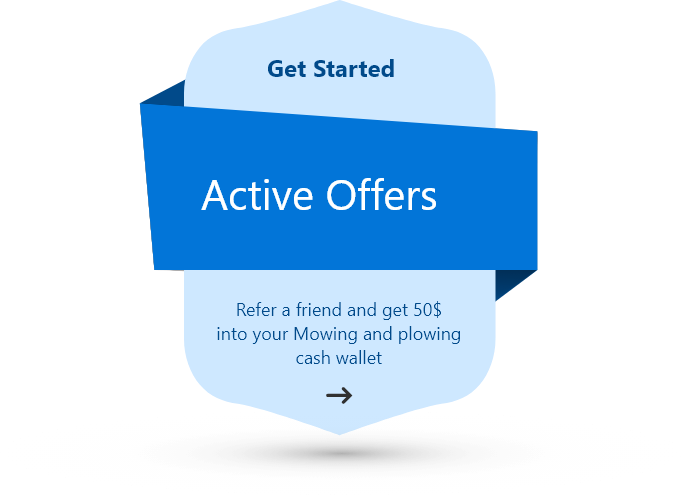 Get Started
Active Offers
Refer a friend and get 50$
into your Mowing and plowing
cash wallet